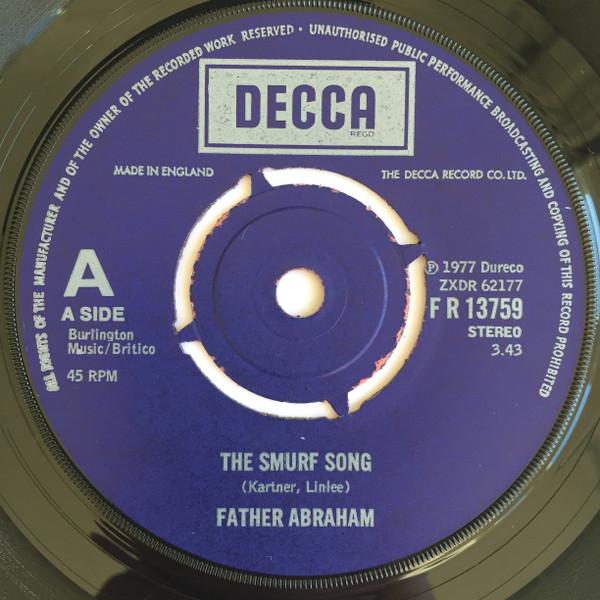 ALL RIGHTS OF THE MANUFACTURER AND OF THE OWNER OF THE RECORDED WORK RESERVED · UNAUTHORISED PUBLIC PERFORMANCE BROADCASTING AND COPYING OF THIS RECORD PROHIBITED
DECCA
REGD
MADE IN ENGLAND
THE DECCA RECORD CO. LTD.
A
A SIDE
Burlington
Music/Britico
45 RPM
℗ 1977 Dureco
ZXDR 62177
F R 13759
STEREO
3.43
THE SMURF SONG
(Kartner, Linlee)
FATHER ABRAHAM